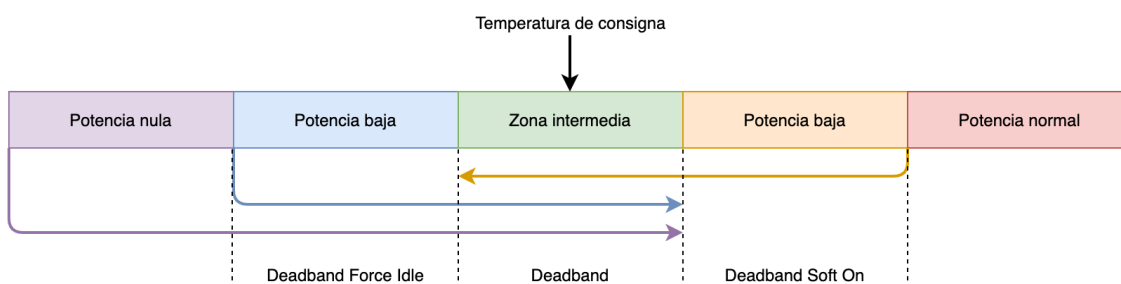 Temperatura de consigna
Potencia nula
Potencia baja
Zona intermedia
Potencia baja
Potencia normal
Deadband Force Idle
Deadband
Deadband Soft On